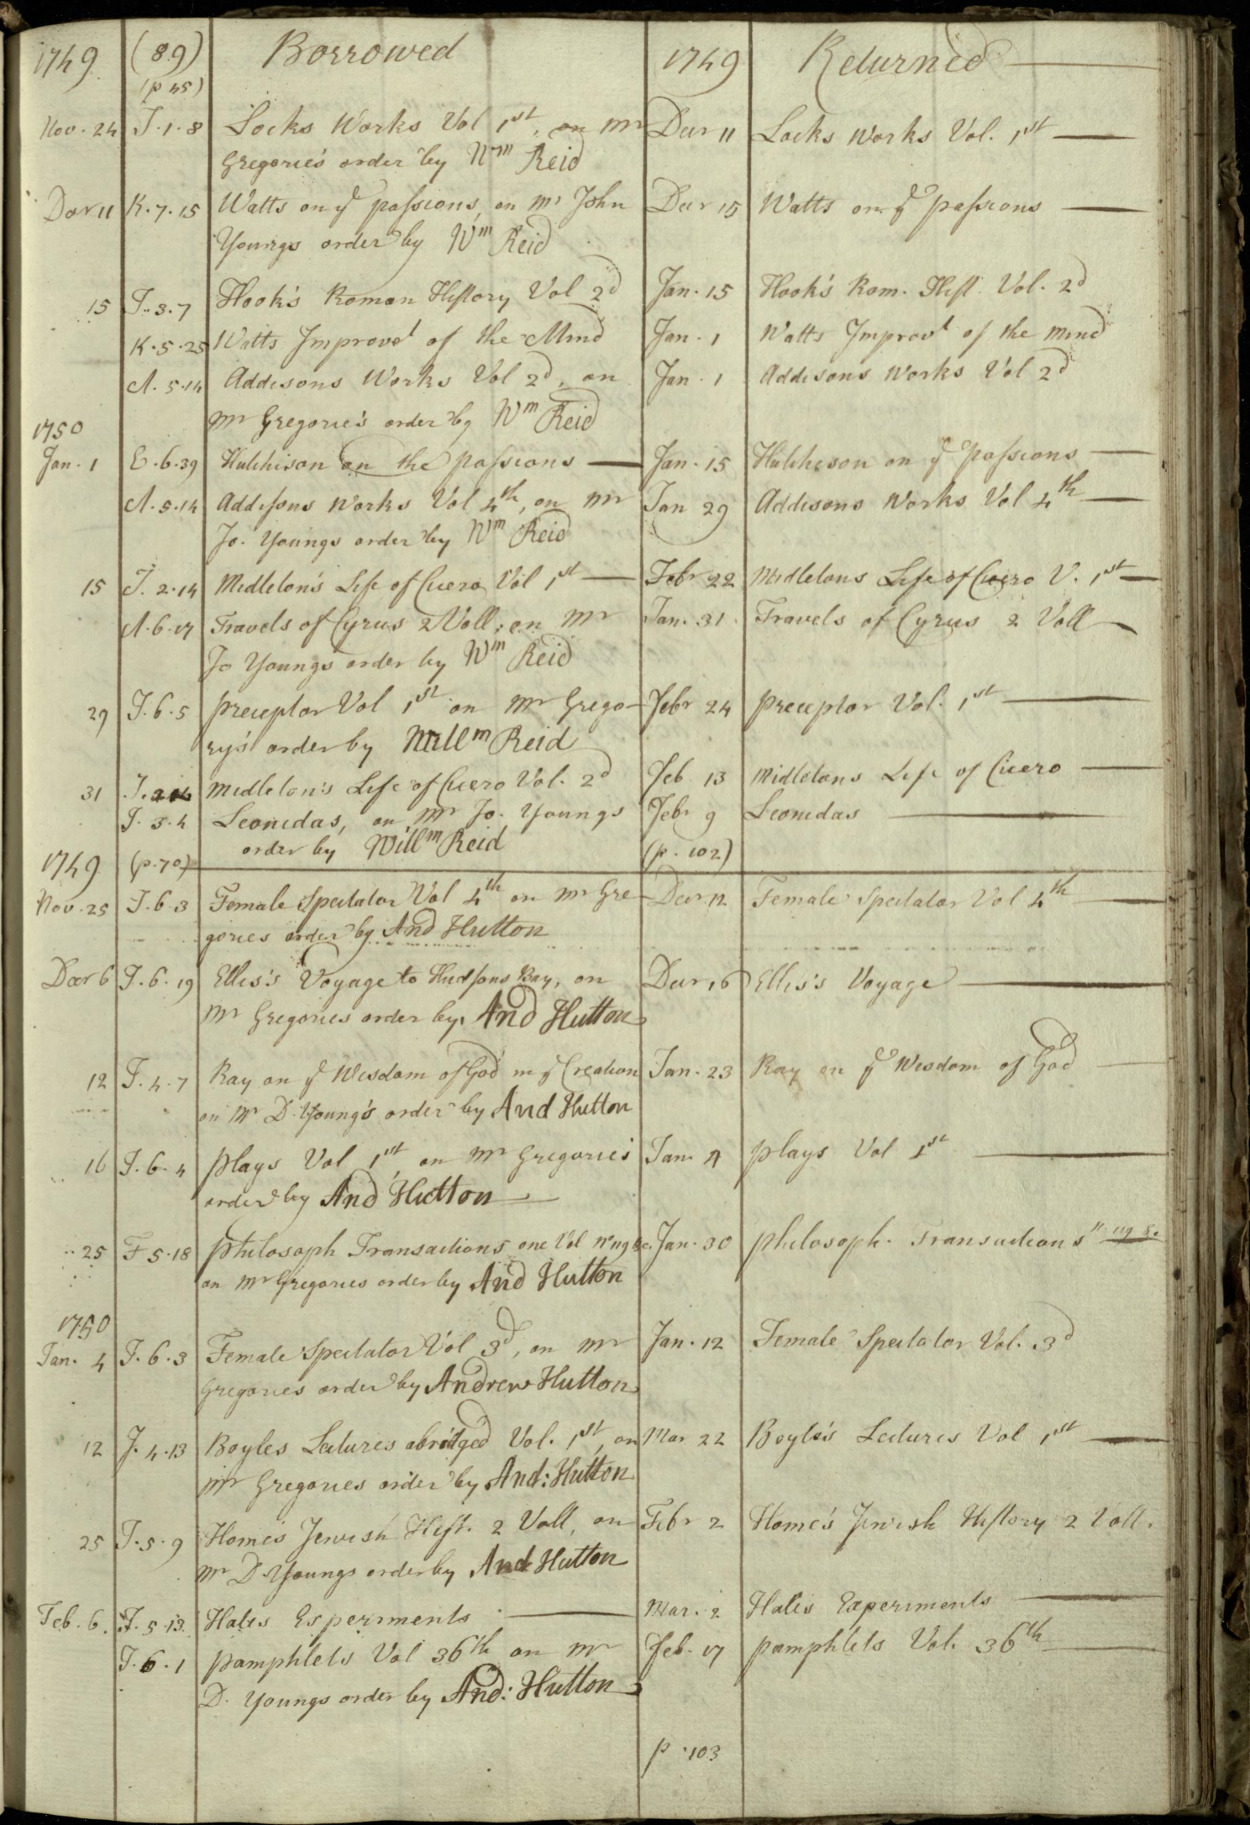 1749 (89) Borrowed 1749 Returned
(p 45)
Nov. 24 J.1.8 Locks Works Vol 1st, on Mr Decr 11 Locks Works Vol. 1st
Gregorie's order by Wm Reid
Decr 11 K.7.15 Watts on ye passions, on Mr John Decr 15 Watts on ye passions
Youngs order by Wm Reid
15 J.3.7 Hook's Roman History Vol 2d Jan. 15 Hook's Rom. Hist. Vol. 2d
K.5.25 Watts Improvt of the Mind Jan. 1 Watts Improvt of the mind
A.5.14 Addisons Works Vol 2d, on Jan. 1 Addisons Works Vol 2d
Mr Gregorie's order by Wm Reid
1750
Jan. 1 E.6.39 Hutchison on the passions Jan. 15 Hutcheson on ye Passions
A.5.14 Addisons Works Vol 4th, on Mr Jan 29 Addisons Works Vol 4th
Jo. Youngs order by Wm Reid
15 J.2.14 Midleton's Life of Cicero Vol 1st Febr 22 Midletons Life of Cicero V. 1st
A.6.17 Travels of Cyrus 2 Voll, on Mr Jan. 31 Travels of Cyrus 2 Voll
Jo Youngs order by Wm Reid
29 J.6.5 Preceptor Vol 1st on Mr Grego- Febr 24 Preceptor Vol. 1st
ry's order by Willm Reid
31 J.2.14 Midleton's Life of Cicero Vol. 2d Feb 13 Midletons Life of Cicero
J.3.4 Leonidas, on Mr Jo. Youngs Febr 9 Leonidas
order by Willm Reid (p. 102)
1749 (p.70)
Nov. 25 J.6.3 Female Spectator Vol 4th on Mr Gre- Decr 12 Female Spectator Vol 4th
gories order by And Hutton
Decr 6 J.6.19 Ellis's Voyage to Hudsons Bay, on Decr 16 Ellis's Voyage
Mr Gregories order by And Hutton
12 J.4.7 Ray on ye Wisdom of God in ye Creation Jan. 23 Ray on ye Wisdom of God
on Mr D. Young's order by And Hutton
16 J.6.4 Plays Vol 1st, on Mr Gregories Jan. 4 Plays Vol 1st
order by And Hutton
25 F 5.18 Philosoph Transactions one Vol no 119 &c Jan. 30 Philosoph. Transactions n. 119 &c
on Mr Gregories order by And Hutton
1750
Jan. 4 J.6.3 Female Spectator Vol 3d, on Mr Jan. 12 Female Spectator Vol. 3d
Gregories order by Andrew Hutton
12 J.4.13 Boyles Lectures abridged Vol. 1st, on Mar 22 Boyle's Lectures Vol 1st
Mr Gregories order by And: Hutton
25 J.5.9 Home's Jewish Hist. 2 Voll, on Febr 2 Home's Jewish History 2 Voll.
Mr D. Youngs order by And Hutton
Feb. 6. J.5.13 Hales Experiments Mar. 2 Hales Experiments
J.6.1 Pamphlets Vol 36th on Mr Feb. 17 Pamphlets Vol. 36th
D. Youngs order by And: Hutton
p. 103